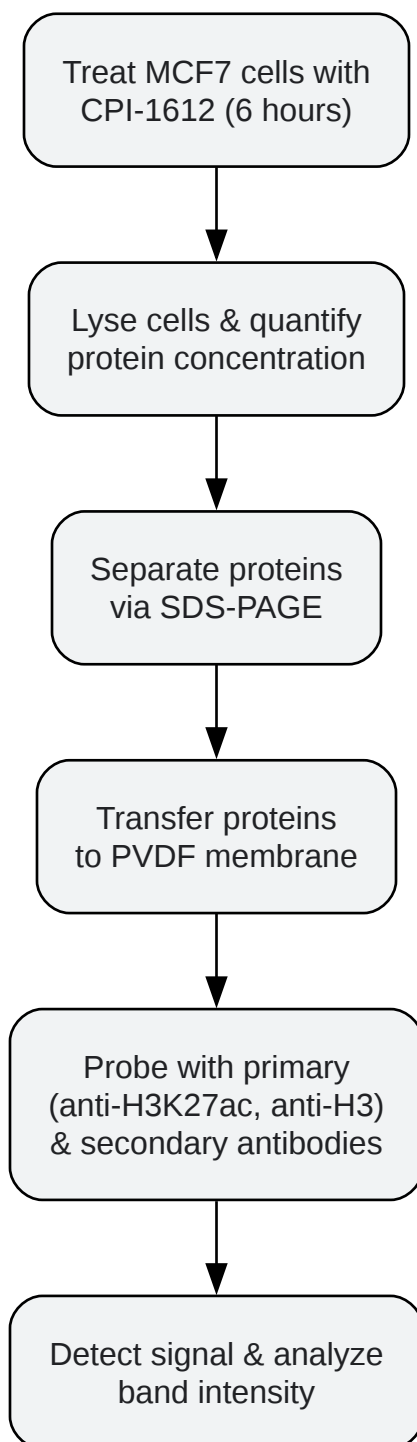 Treat MCF7 cells with
CPI-1612 (6 hours)
Lyse cells & quantify
protein concentration
Separate proteins
via SDS-PAGE
Transfer proteins
to PVDF membrane
Probe with primary
(anti-H3K27ac, anti-H3)
& secondary antibodies
Detect signal & analyze
band intensity